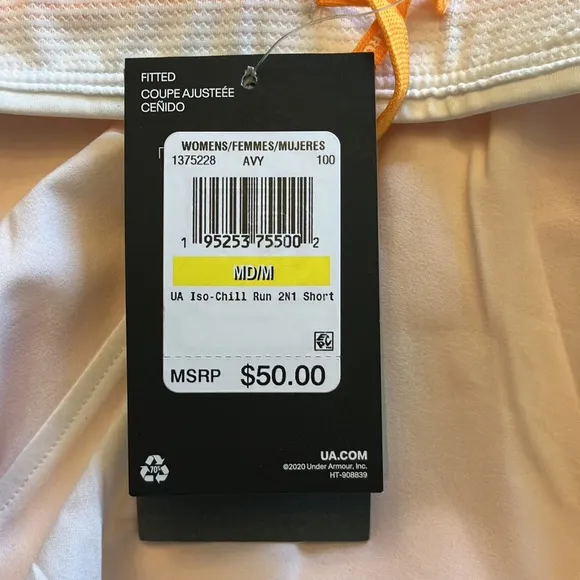 FITTED
COUPE AJUSTEÉE
CEÑIDO
WOMENS/FEMMES/MUJERES
1375228 AVY 100
1 95253 75500 2
MD/M
UA Iso-Chill Run 2N1 Short
MSRP $50.00
70%
UA.COM
©2020 Under Armour, Inc.
HT-908839